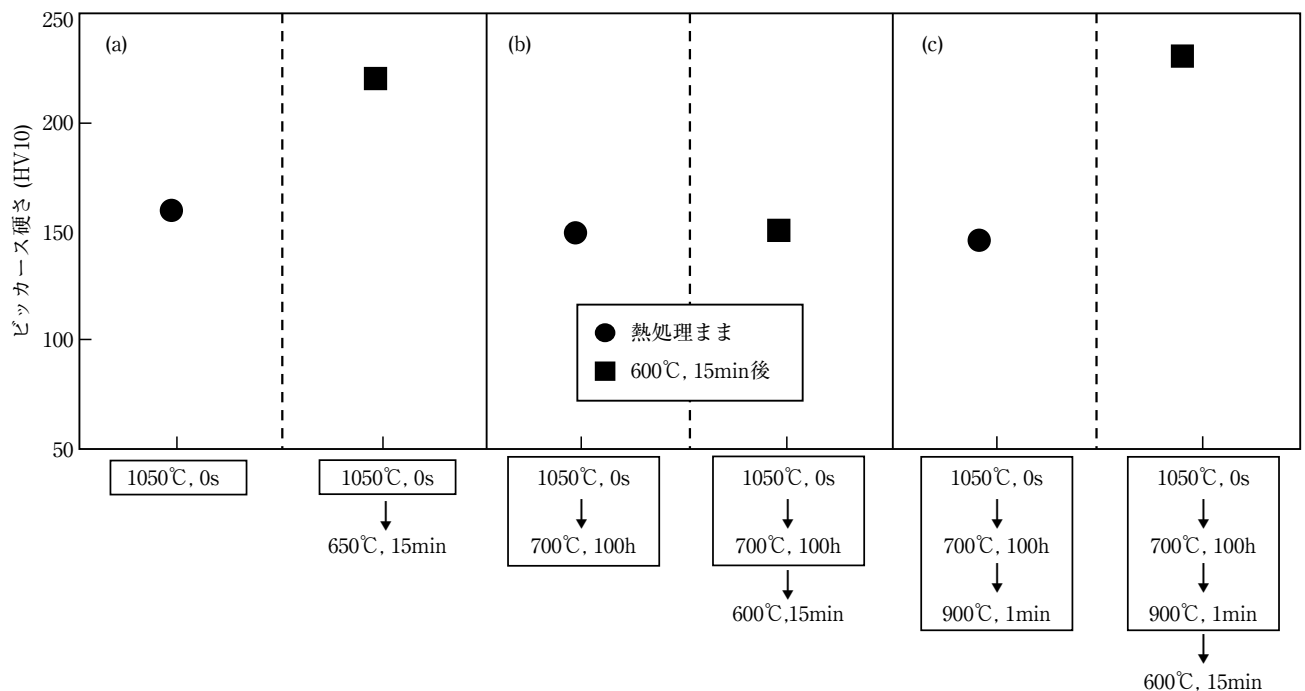 250
200
150
100
50
ビッカース硬さ (HV10)
(a)
(b)
(c)
熱処理まま
600℃, 15min後
1050℃, 0s
1050℃, 0s
650℃, 15min
1050℃, 0s
700℃, 100h
1050℃, 0s
700℃, 100h
600℃,15min
1050℃, 0s
700℃, 100h
900℃, 1min
1050℃, 0s
700℃, 100h
900℃, 1min
600℃, 15min